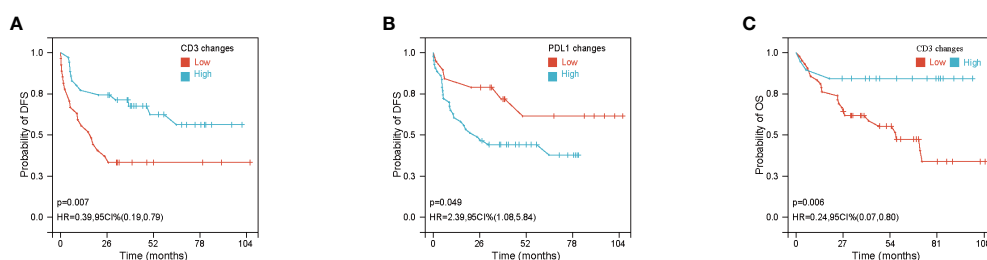 A
CD3 changes
Low
High
Probability of DFS
1.0
0.8
0.5
0.3
0.0
p=0.007
HR=0.39,95CI%(0.19,0.79)
0 26 52 78 104
Time (months)
B
PDL1 changes
Low
High
Probability of DFS
1.0
0.8
0.5
0.3
0.0
p=0.049
HR=2.39,95CI%(1.08,5.84)
0 26 52 78 104
Time (months)
C
CD3 changes
Low High
Probability of OS
1.0
0.8
0.5
0.3
0.0
p=0.006
HR=0.24,95CI%(0.07,0.80)
0 27 54 81 108
Time (months)